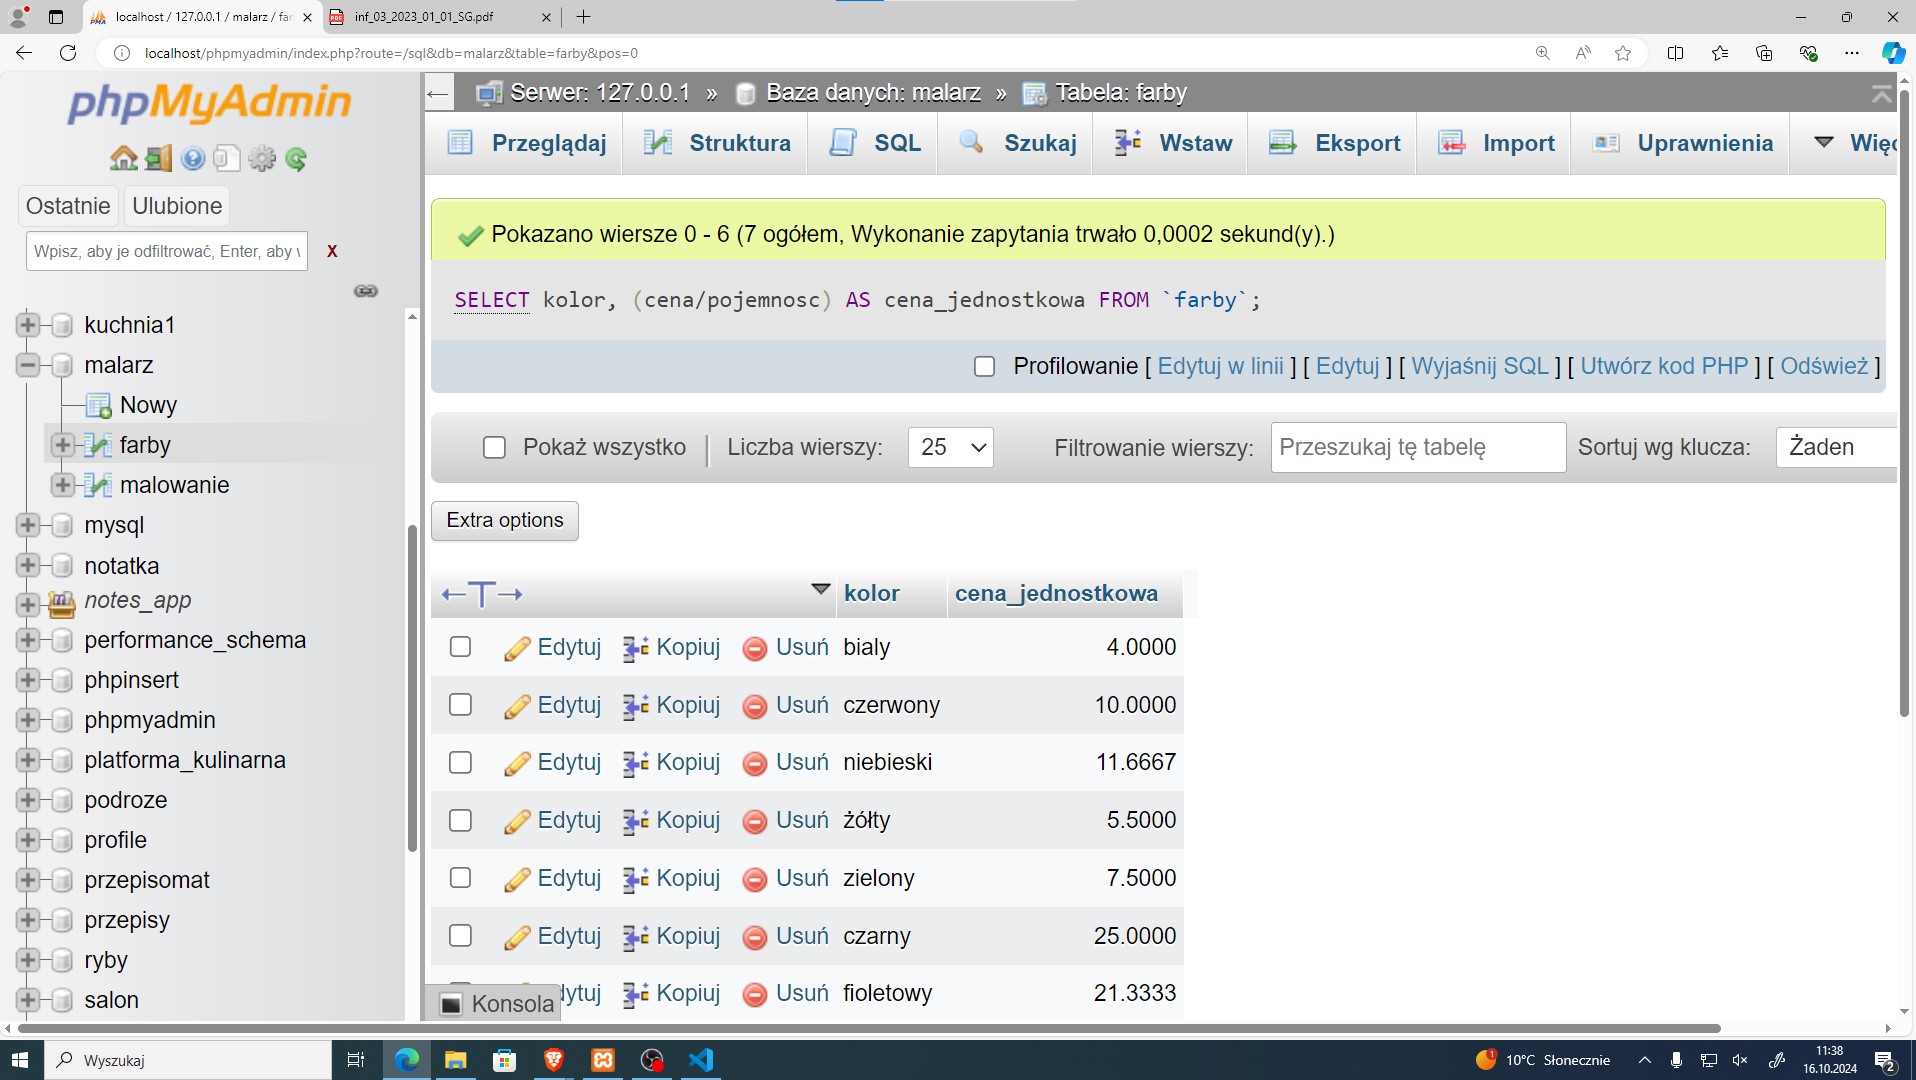 localhost / 127.0.0.1 / malarz / far
inf_03_2023_01_01_SG.pdf
localhost/phpmyadmin/index.php?route=/sql&db=malarz&table=farby&pos=0
phpMyAdmin
Ostatnie
Ulubione
Wpisz, aby je odfiltrować, Enter, aby
X
kuchnia1
malarz
Nowy
farby
malowanie
mysql
notatka
notes_app
performance_schema
phpinsert
phpmyadmin
platforma_kulinarna
podroze
profile
przepisomat
przepisy
ryby
salon
Serwer: 127.0.0.1 » Baza danych: malarz » Tabela: farby
Przeglądaj Struktura SQL Szukaj Wstaw Eksport Import Uprawnienia Więc
Pokazano wiersze 0 - 6 (7 ogółem, Wykonanie zapytania trwało 0,0002 sekund(y).)
SELECT kolor, (cena/pojemnosc) AS cena_jednostkowa FROM `farby`;
Profilowanie [ Edytuj w linii ] [ Edytuj ] [ Wyjaśnij SQL ] [ Utwórz kod PHP ] [ Odśwież ]
Pokaż wszystko | Liczba wierszy: 25 Filtrowanie wierszy: Przeszukaj tę tabelę Sortuj wg klucza: Żaden
Extra options
←T→ kolor cena_jednostkowa
Edytuj Kopiuj Usuń bialy 4.0000
Edytuj Kopiuj Usuń czerwony 10.0000
Edytuj Kopiuj Usuń niebieski 11.6667
Edytuj Kopiuj Usuń żółty 5.5000
Edytuj Kopiuj Usuń zielony 7.5000
Edytuj Kopiuj Usuń czarny 25.0000
dytuj Kopiuj Usuń fioletowy 21.3333
Konsola
Wyszukaj
1
10°C Słonecznie
11:38
16.10.2024
2